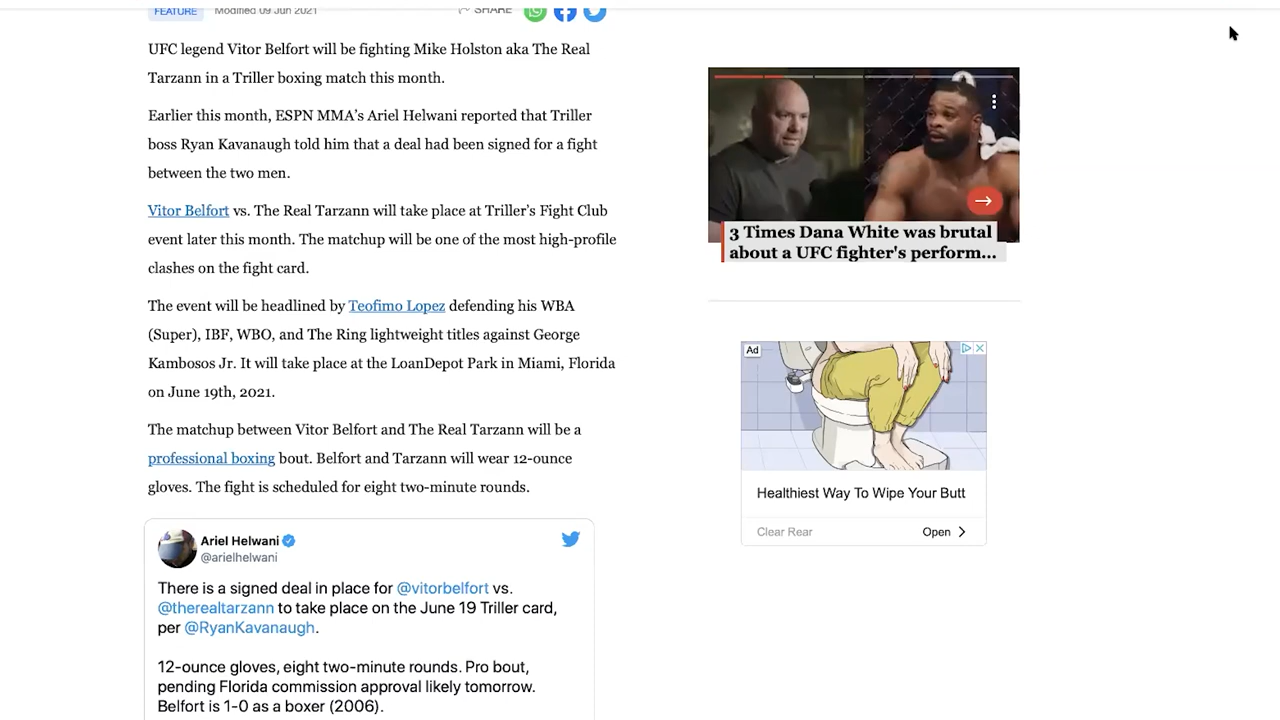 FEATURE
Modified 09 Jun 2021
SHARE
UFC legend Vitor Belfort will be fighting Mike Holston aka The Real
Tarzann in a Triller boxing match this month.
Earlier this month, ESPN MMA's Ariel Helwani reported that Triller
boss Ryan Kavanaugh told him that a deal had been signed for a fight
between the two men.
Vitor Belfort vs. The Real Tarzann will take place at Triller's Fight Club
event later this month. The matchup will be one of the most high-profile
clashes on the fight card.
The event will be headlined by Teofimo Lopez defending his WBA
(Super), IBF, WBO, and The Ring lightweight titles against George
Kambosos Jr. It will take place at the LoanDepot Park in Miami, Florida
on June 19th, 2021.
The matchup between Vitor Belfort and The Real Tarzann will be a
professional boxing bout. Belfort and Tarzann will wear 12-ounce
gloves. The fight is scheduled for eight two-minute rounds.
Ariel Helwani
@arielhelwani
There is a signed deal in place for @vitorbelfort vs.
@therealtarzann to take place on the June 19 Triller card,
per @RyanKavanaugh.
12-ounce gloves, eight two-minute rounds. Pro bout,
pending Florida commission approval likely tomorrow.
Belfort is 1-0 as a boxer (2006).
3 Times Dana White was brutal
about a UFC fighter's perform...
Ad
Healthiest Way To Wipe Your Butt
Clear Rear
Open